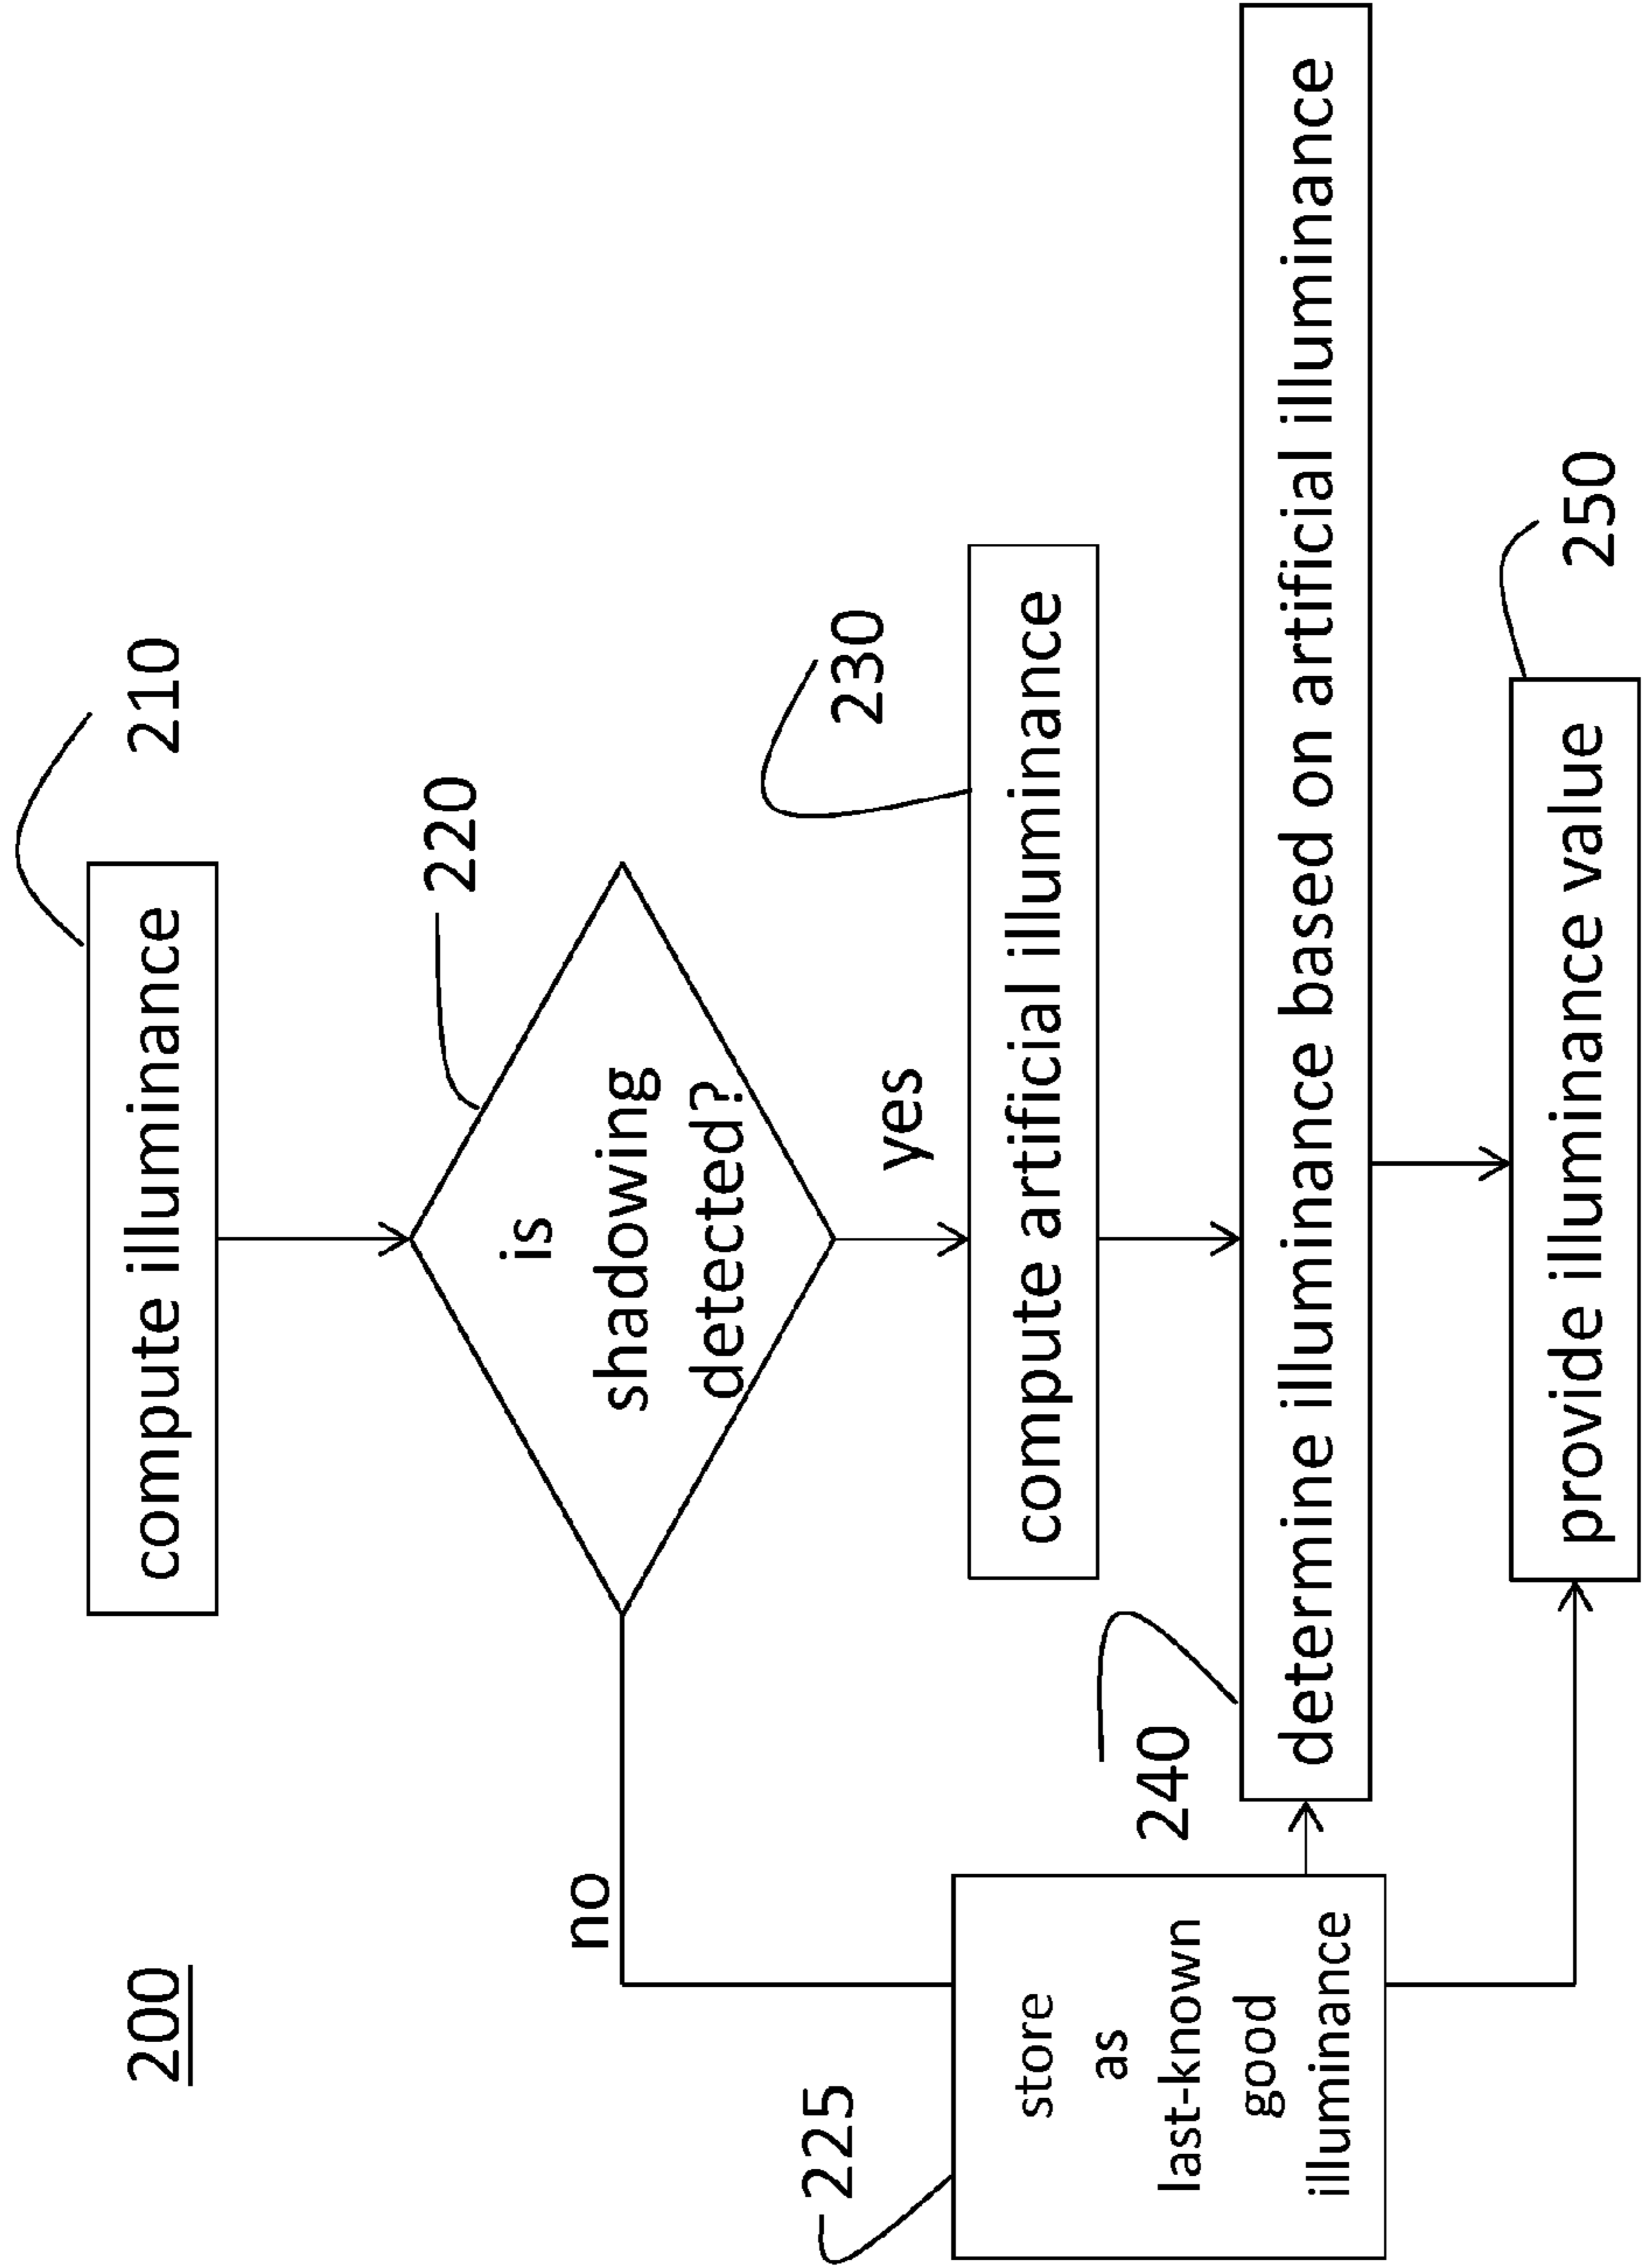 200
210
compute illuminance
220
is
shadowing
detected?
no
yes
225
store
as
last-known
good
illuminance
230
compute artificial illuminance
240
determine illuminance based on artificial illuminance
250
provide illuminance value